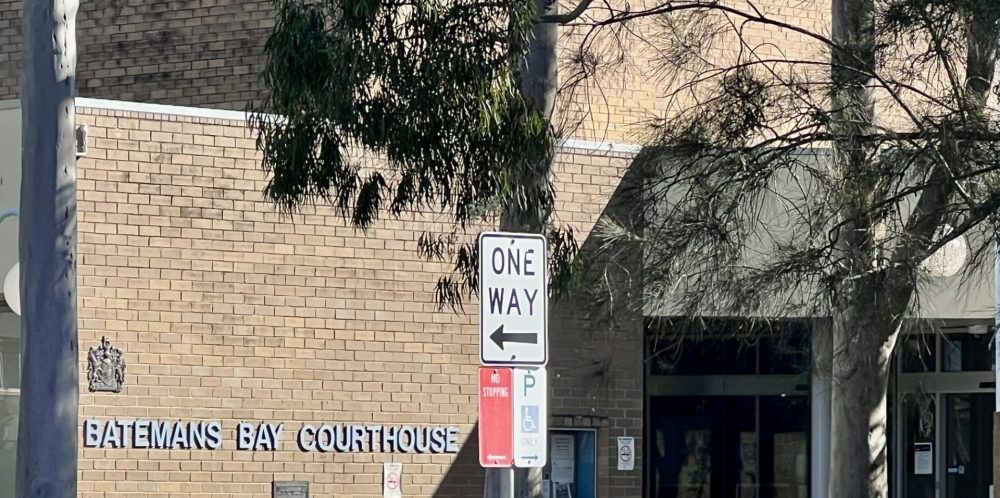 ONE
WAY
NO
STOPPING
P
ONLY
BATEMANS BAY COURTHOUSE